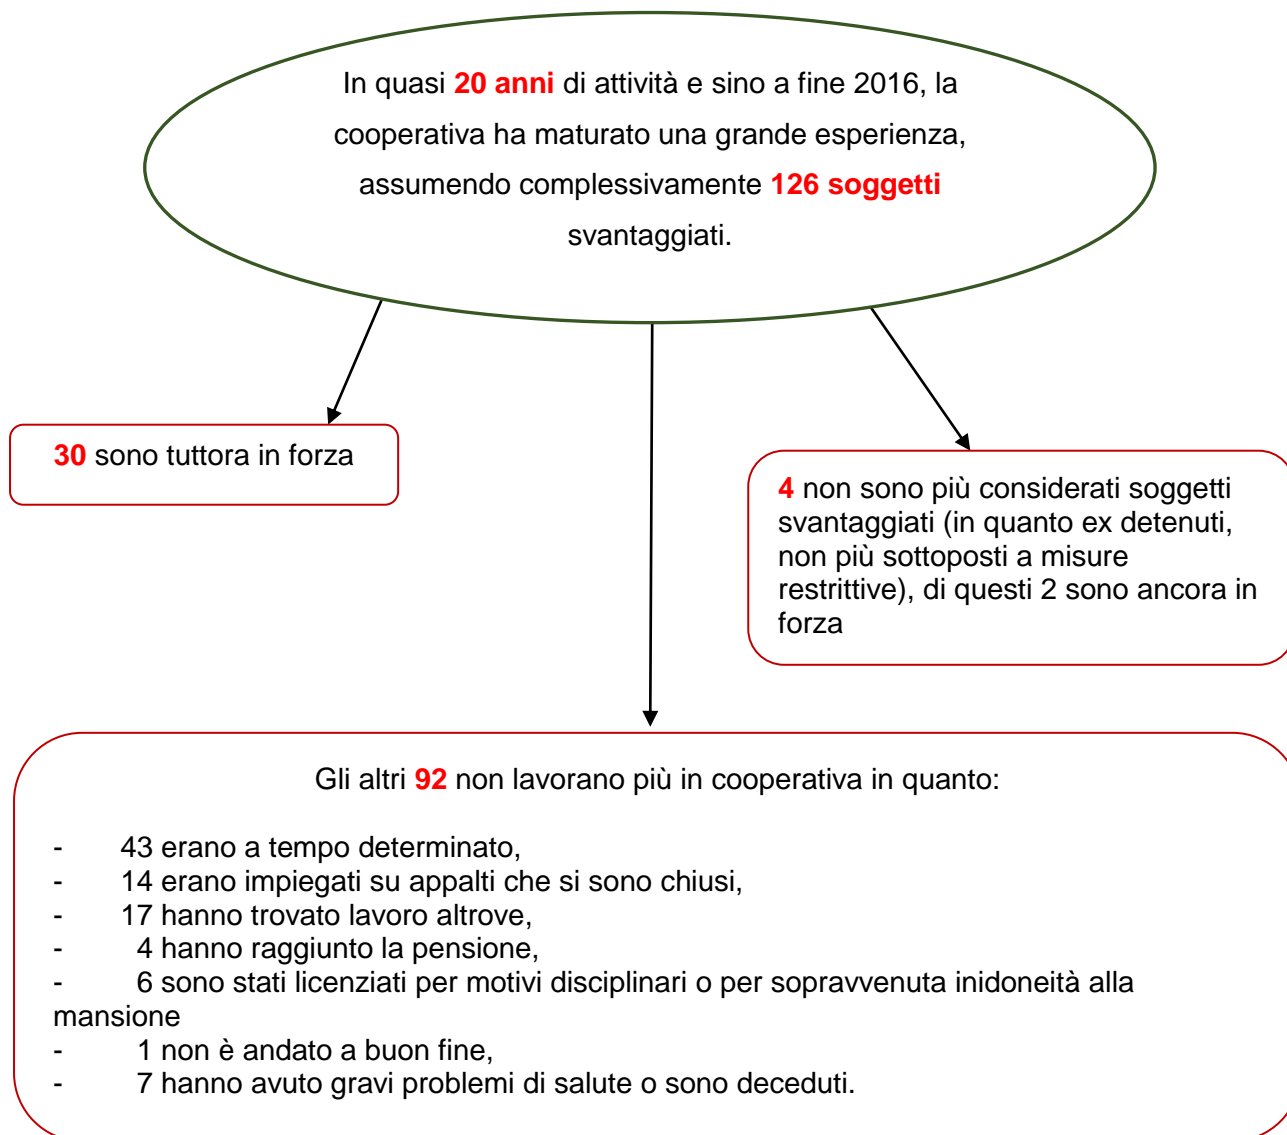 In quasi 20 anni di attività e sino a fine 2016, la
cooperativa ha maturato una grande esperienza,
assumendo complessivamente 126 soggetti
svantaggiati.
30 sono tuttora in forza
4 non sono più considerati soggetti
svantaggiati (in quanto ex detenuti,
non più sottoposti a misure
restrittive), di questi 2 sono ancora in
forza
Gli altri 92 non lavorano più in cooperativa in quanto:
- 43 erano a tempo determinato,
- 14 erano impiegati su appalti che si sono chiusi,
- 17 hanno trovato lavoro altrove,
- 4 hanno raggiunto la pensione,
- 6 sono stati licenziati per motivi disciplinari o per sopravvenuta inidoneità alla
mansione
- 1 non è andato a buon fine,
- 7 hanno avuto gravi problemi di salute o sono deceduti.